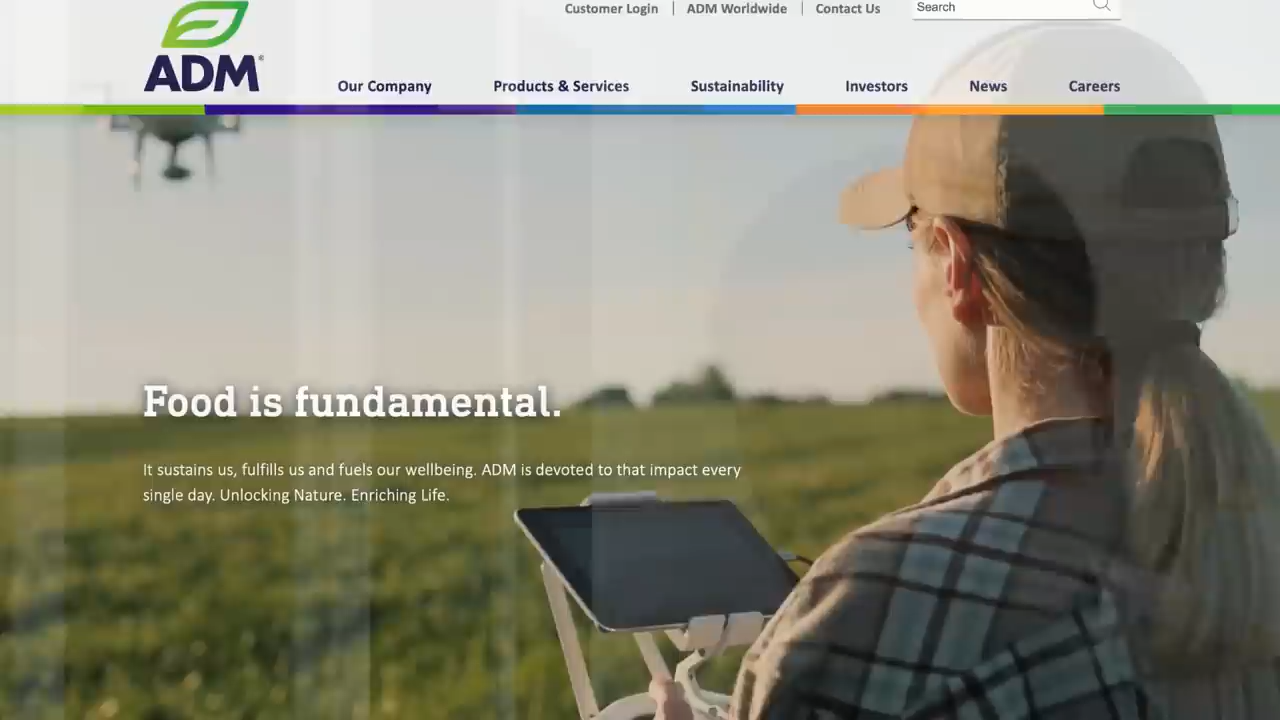 Customer Login
ADM Worldwide
Contact Us
Search
ADM®
Our Company
Products & Services
Sustainability
Investors
News
Careers
Food is fundamental.
It sustains us, fulfills us and fuels our wellbeing. ADM is devoted to that impact every
single day. Unlocking Nature. Enriching Life.